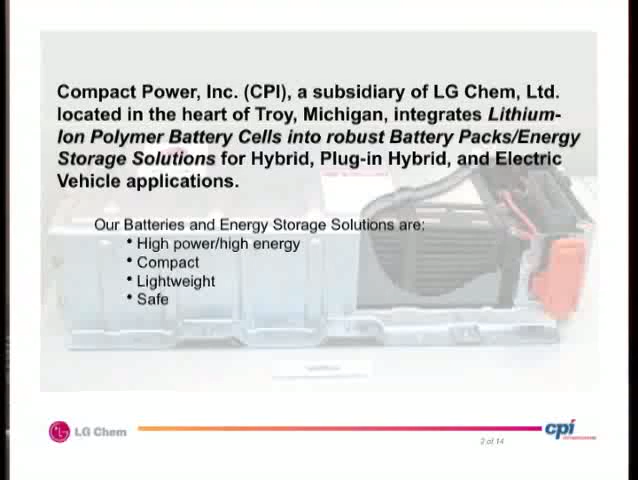 Compact Power, Inc. (CPI), a subsidiary of LG Chem, Ltd.
located in the heart of Troy, Michigan, integrates Lithium-
Ion Polymer Battery Cells into robust Battery Packs/Energy
Storage Solutions for Hybrid, Plug-in Hybrid, and Electric
Vehicle applications.
Our Batteries and Energy Storage Solutions are:
• High power/high energy
• Compact
• Lightweight
• Safe
LG Chem
cpi
2 of 14